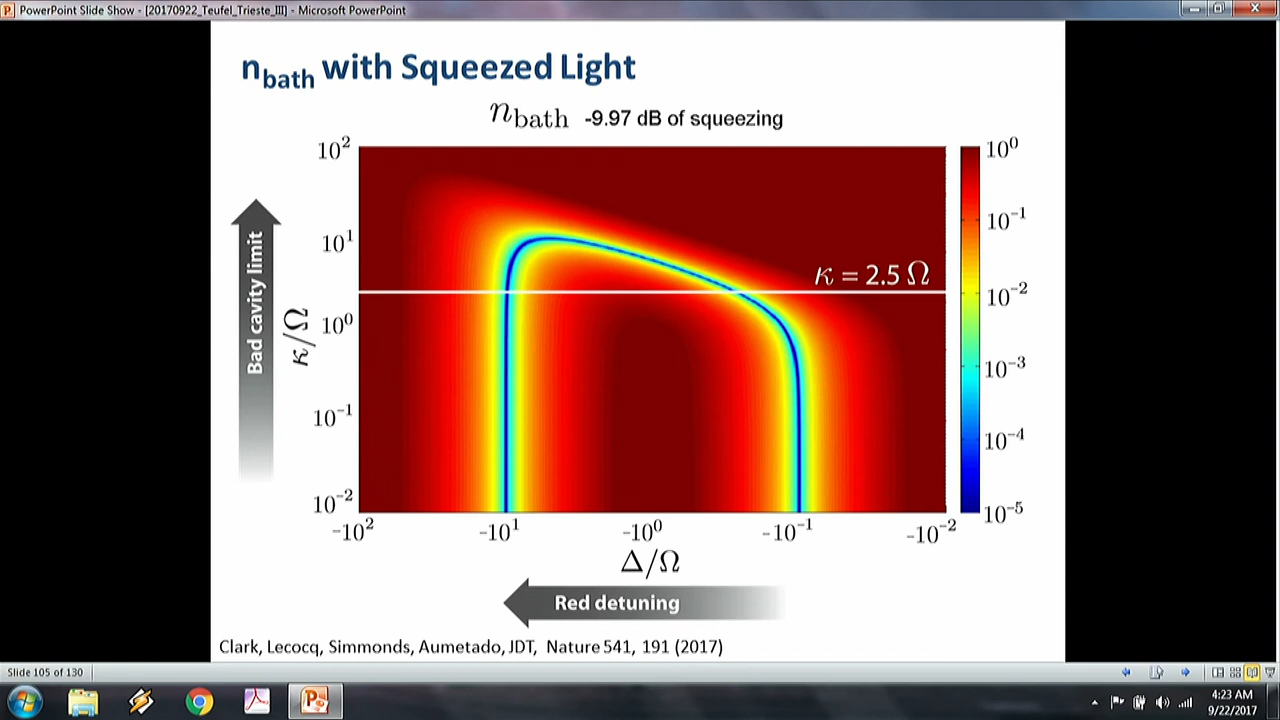 PowerPoint Slide Show - [20170922_Teufel_Trieste_III] - Microsoft PowerPoint
n_bath with Squeezed Light
n_bath -9.97 dB of squeezing
10^2
10^1
10^0
10^-1
10^-2
κ/Ω
Bad cavity limit
κ = 2.5 Ω
10^0
10^-1
10^-2
10^-3
10^-4
10^-5
-10^2
-10^1
-10^0
-10^-1
-10^-2
Δ/Ω
Red detuning
Clark, Lecocq, Simmonds, Aumetado, JDT, Nature 541, 191 (2017)
Slide 105 of 130
4:23 AM
9/22/2017